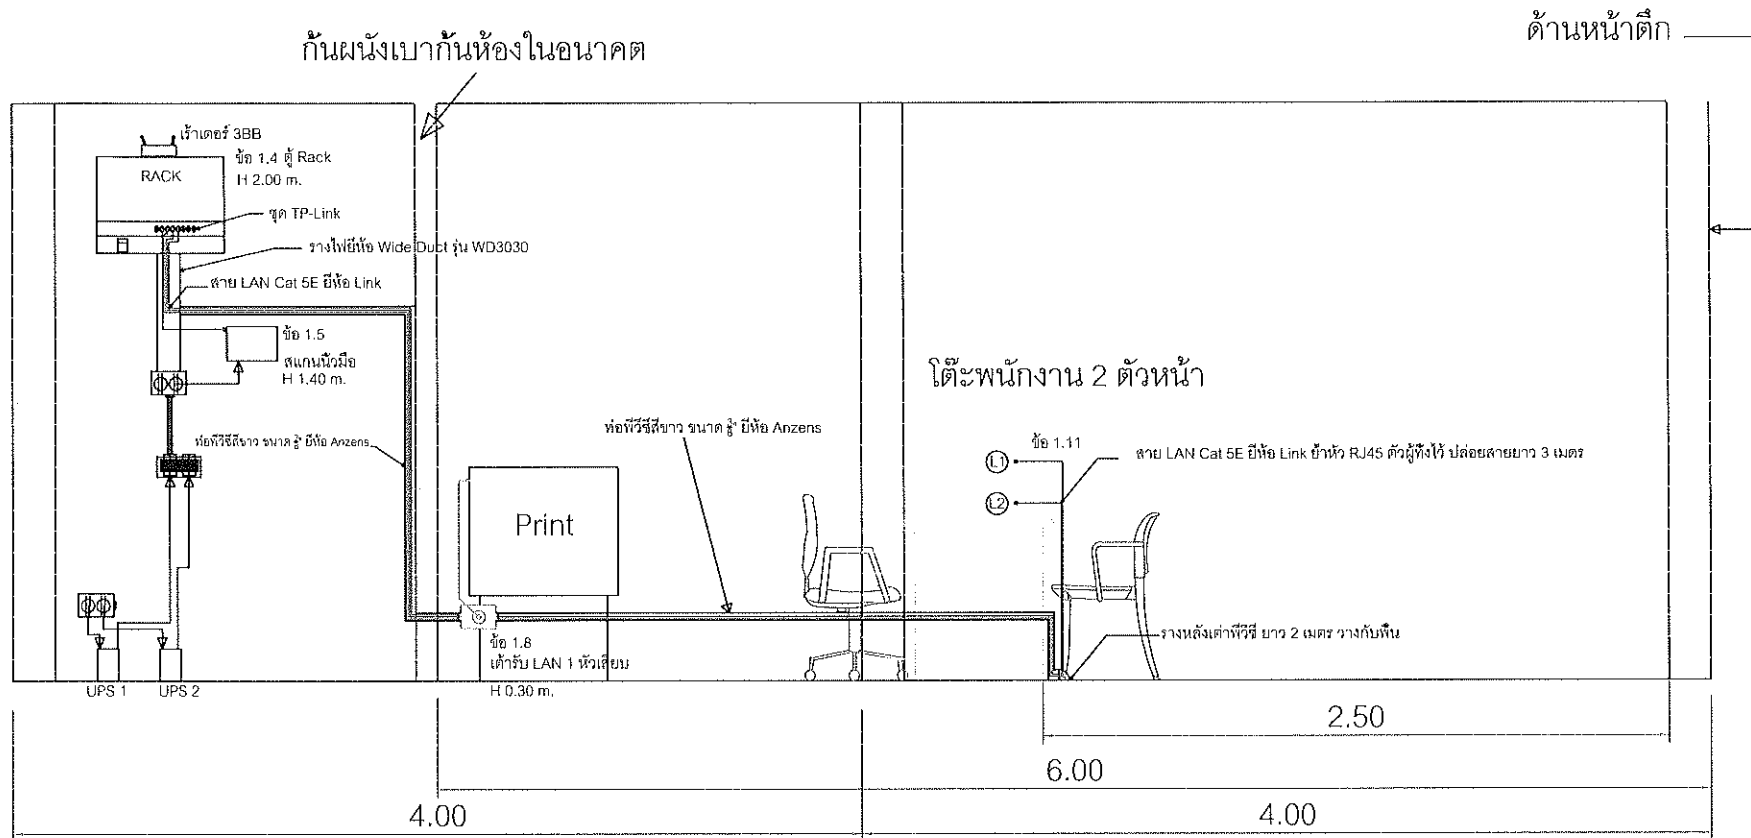 ด้านหน้าตึก
กั้นผนังเบากั้นห้องในอนาคต
เร้าเตอร์ 3BB
ข้อ 1.4 ตู้ Rack
H 2.00 m.
RACK
ชุด TP-Link
รางไฟยี่ห้อ Wide Duct รุ่น WD3030
สาย LAN Cat 5E ยี่ห้อ Link
ข้อ 1.5
สแกนนิ้วมือ
H 1.40 m.
โต๊ะพนักงาน 2 ตัวหน้า
ท่อพีวีซีสีขาว ขนาด ยี่ห้อ Anzens
ท่อพีวีซีสีขาว ขนาด ยี่ห้อ Anzens
ข้อ 1.11
L1
L2
สาย LAN Cat 5E ยี่ห้อ Link ย้ำหัว RJ45 ตัวผู้ทิ้งไว้ ปล่อยสายยาว 3 เมตร
Print
ข้อ 1.8
เต้ารับ LAN 1 หัวเสียบ
H 0.30 m.
รางหลังเต่าพีวีซี ยาว 2 เมตร วางกับพื้น
UPS 1
UPS 2
2.50
6.00
4.00
4.00